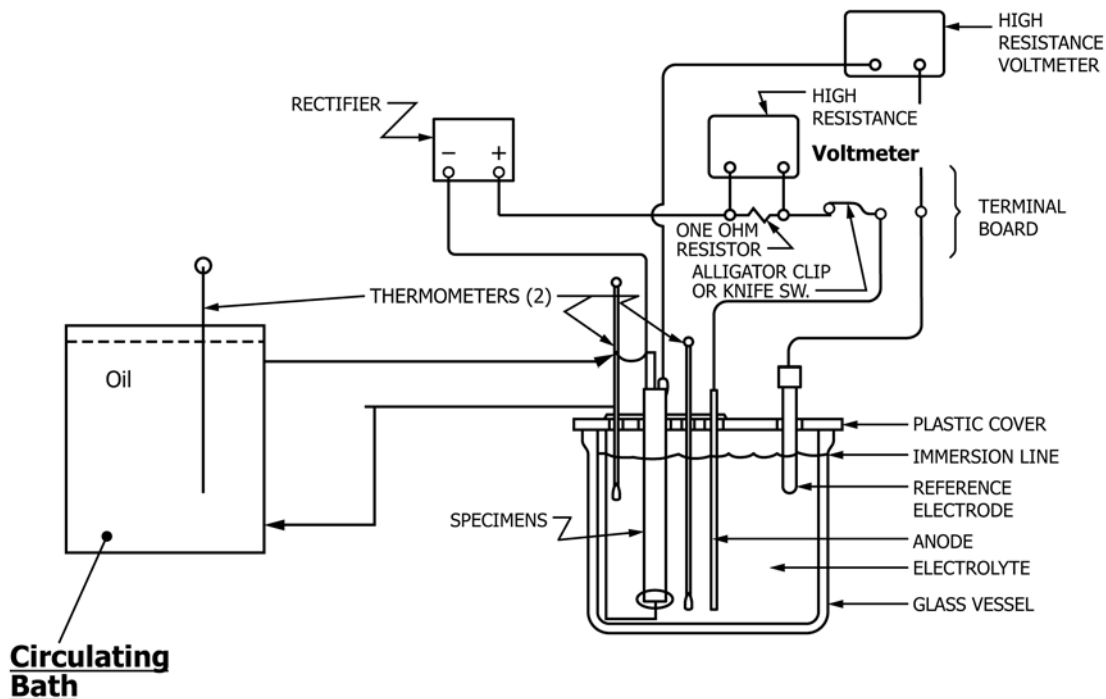 HIGH
RESISTANCE
VOLTMETER
RECTIFIER
HIGH
RESISTANCE
Voltmeter
− +
TERMINAL
BOARD
ONE OHM
RESISTOR
ALLIGATOR CLIP
OR KNIFE SW.
THERMOMETERS (2)
Oil
PLASTIC COVER
IMMERSION LINE
REFERENCE
ELECTRODE
SPECIMENS
ANODE
ELECTROLYTE
GLASS VESSEL
Circulating
Bath